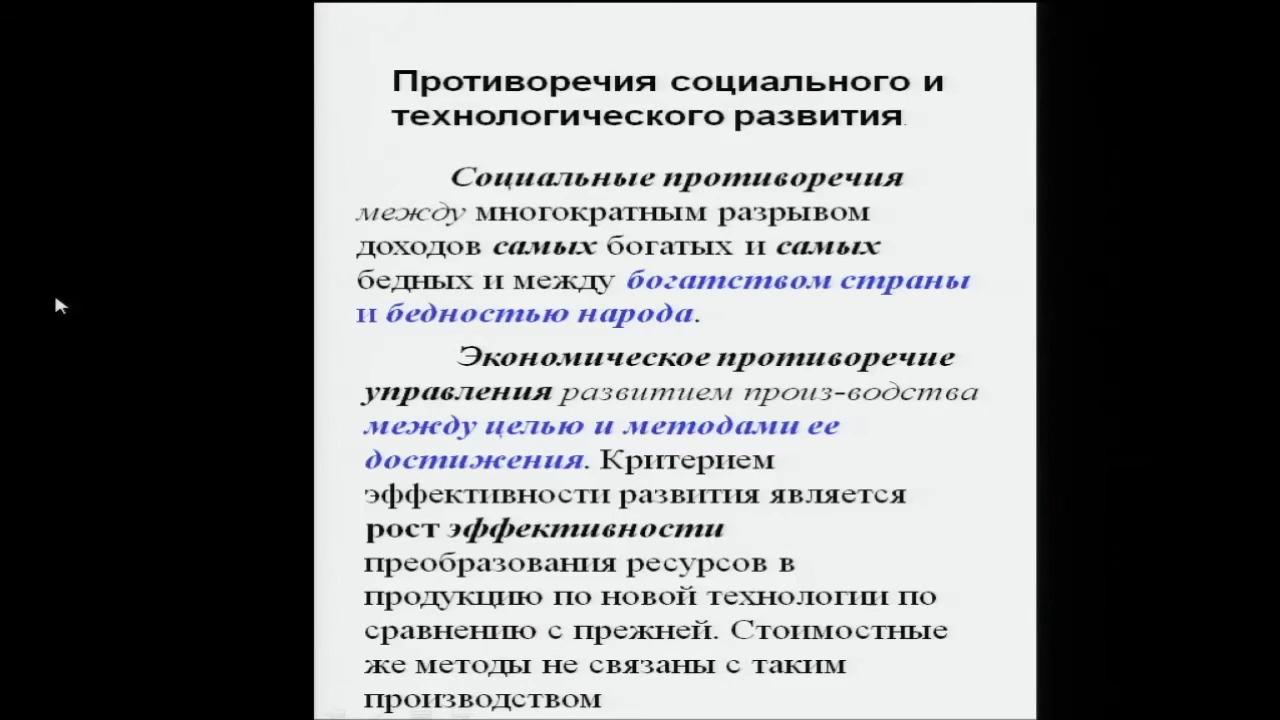 Противоречия социального и
технологического развития.
Социальные противоречия
между многократным разрывом
доходов самых богатых и самых
бедных и между богатством страны
и бедностью народа.
Экономическое противоречие
управления развитием произ-водства
между целью и методами ее
достижения. Критерием
эффективности развития является
рост эффективности
преобразования ресурсов в
продукцию по новой технологии по
сравнению с прежней. Стоимостные
же методы не связаны с таким
производством